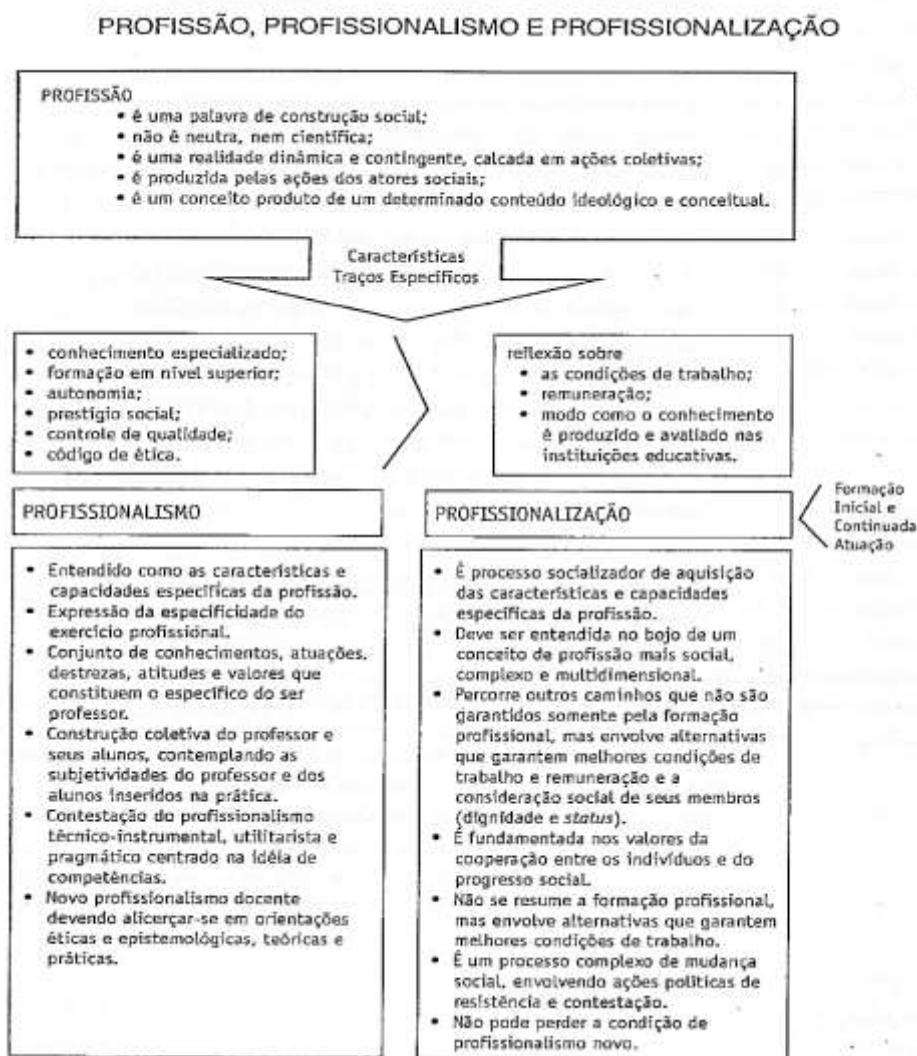 PROFISSÃO, PROFISSIONALISMO E PROFISSIONALIZAÇÃO
PROFISSÃO
• é uma palavra de construção social;
• não é neutra, nem científica;
• é uma realidade dinâmica e contingente, calcada em ações coletivas;
• é produzida pelas ações dos atores sociais;
• é um conceito produto de um determinado conteúdo ideológico e conceitual.
Características
Traços Específicos
• conhecimento especializado;
• formação em nível superior;
• autonomia;
• prestígio social;
• controle de qualidade;
• código de ética.
reflexão sobre
• as condições de trabalho;
• remuneração;
• modo como o conhecimento
é produzido e avaliado nas
instituições educativas.
PROFISSIONALISMO
• Entendido como as características e
capacidades específicas da profissão.
• Expressão da especificidade do
exercício profissional.
• Conjunto de conhecimentos, atuações,
destrezas, atitudes e valores que
constituem o específico do ser
professor.
• Construção coletiva do professor e
seus alunos, contemplando as
subjetividades do professor e dos
alunos inseridos na prática.
• Contestação do profissionalismo
técnico-instrumental, utilitarista e
pragmático centrado na idéia de
competências.
• Novo profissionalismo docente
devendo alicerçar-se em orientações
éticas e epistemológicas, teóricas e
práticas.
PROFISSIONALIZAÇÃO
Formação
Inicial e
Continuada
Atuação
• É processo socializador de aquisição
das características e capacidades
específicas da profissão.
• Deve ser entendida no bojo de um
conceito de profissão mais social,
complexo e multidimensional.
• Percorre outros caminhos que não são
garantidos somente pela formação
profissional, mas envolve alternativas
que garantem melhores condições de
trabalho e remuneração e a
consideração social de seus membros
(dignidade e status).
• É fundamentada nos valores da
cooperação entre os indivíduos e do
progresso social.
• Não se resume a formação profissional,
mas envolve alternativas que garantem
melhores condições de trabalho.
• É um processo complexo de mudança
social, envolvendo ações políticas de
resistência e contestação.
• Não pode perder a condição de
profissionalismo novo.